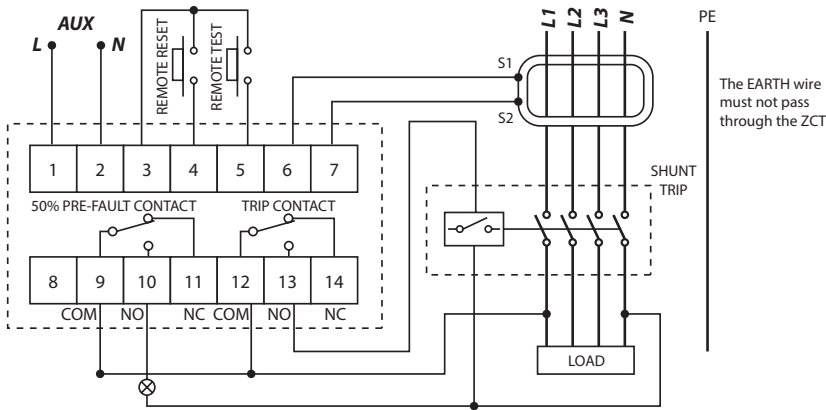 AUX
L N
REMOTE RESET
REMOTE TEST
L1 L2 L3 N
PE
S1
S2
The EARTH wire
must not pass
through the ZCT
1 2 3 4 5 6 7
SHUNT
TRIP
50% PRE-FAULT CONTACT TRIP CONTACT
8 9 10 11 12 13 14
COM NO NC COM NO NC
LOAD